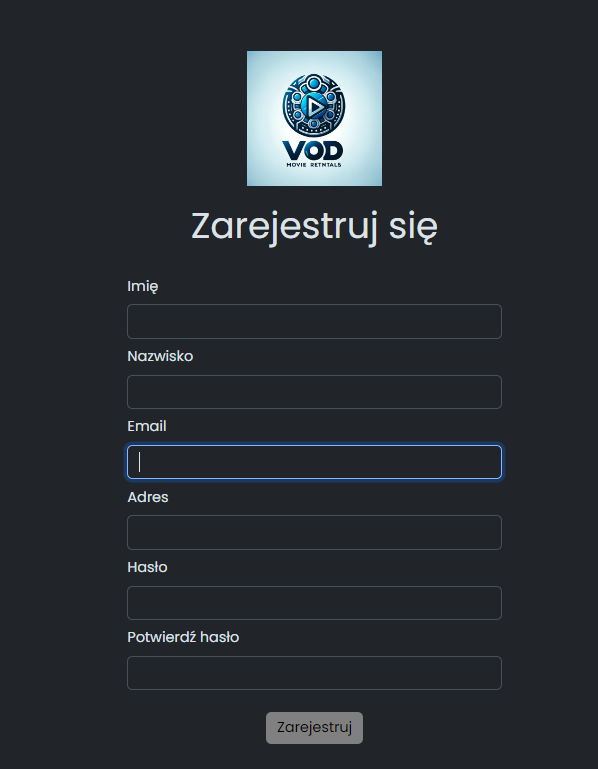 VOD
MOVIE RETNTALS
Zarejestruj się
Imię
Nazwisko
Email
Adres
Hasło
Potwierdź hasło
Zarejestruj